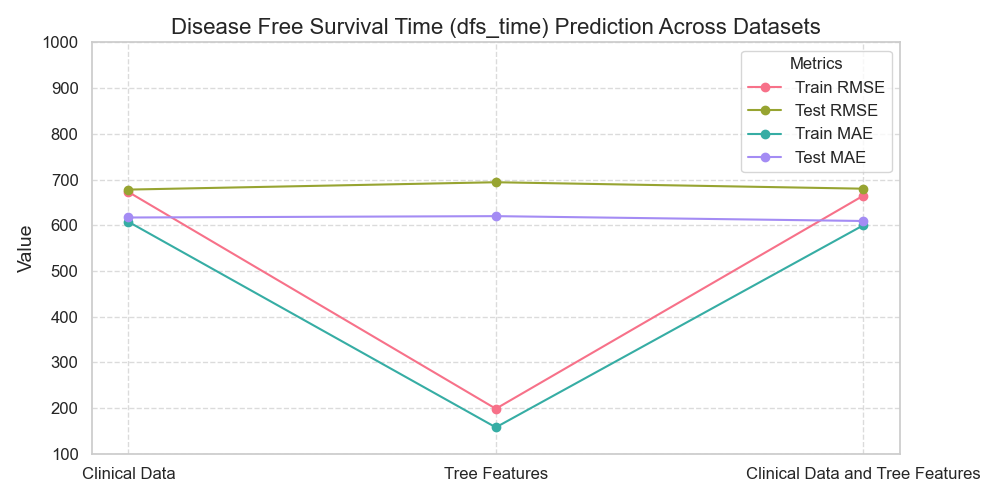 Disease Free Survival Time (dfs_time) Prediction Across Datasets
1000
900
800
700
600
500
400
300
200
100
Value
Metrics
Train RMSE
Test RMSE
Train MAE
Test MAE
Clinical Data
Tree Features
Clinical Data and Tree Features